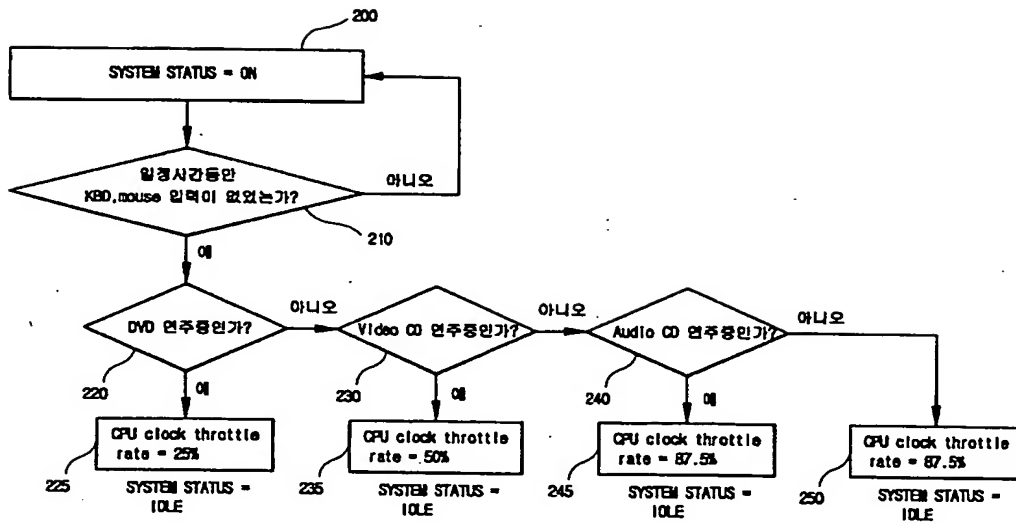 200
SYSTEM STATUS = ON
일정시간동안
KBD,mouse 입력이 없었는가?
아니오
210
예
DVD 연주중인가?
아니오
Video CD 연주중인가?
아니오
Audio CD 연주중인가?
아니오
220
예
230
예
240
예
CPU clock throttle
rate = 25%
CPU clock throttle
rate = 50%
CPU clock throttle
rate = 87.5%
CPU clock throttle
rate = 87.5%
225
SYSTEM STATUS =
IDLE
235
SYSTEM STATUS =
IDLE
245
SYSTEM STATUS =
IDLE
250
SYSTEM STATUS =
IDLE